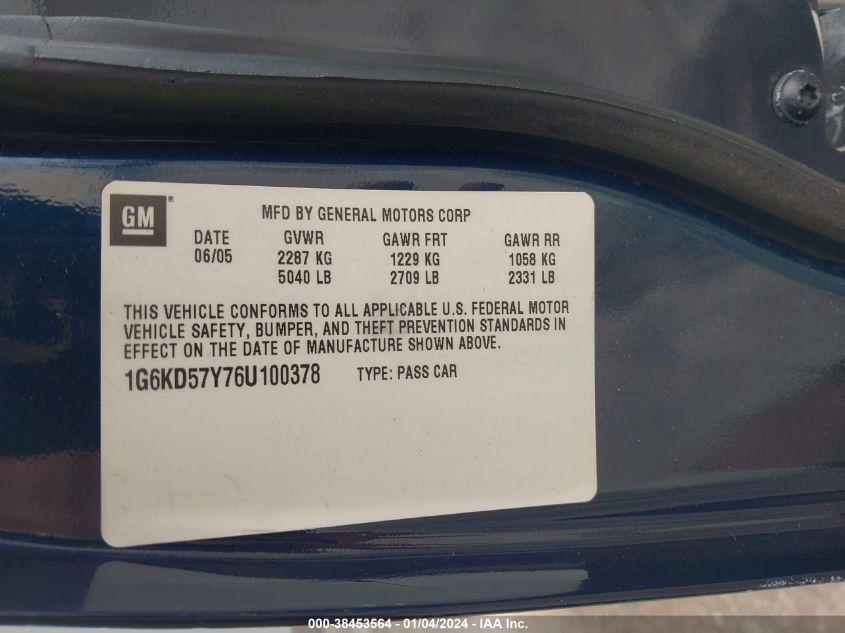 GM ®
MFD BY GENERAL MOTORS CORP
DATE GVWR GAWR FRT GAWR RR
06/05 2287 KG 1229 KG 1058 KG
5040 LB 2709 LB 2331 LB
THIS VEHICLE CONFORMS TO ALL APPLICABLE U.S. FEDERAL MOTOR
VEHICLE SAFETY, BUMPER, AND THEFT PREVENTION STANDARDS IN
EFFECT ON THE DATE OF MANUFACTURE SHOWN ABOVE.
1G6KD57Y76U100378 TYPE: PASS CAR
000-38453564 - 01/04/2024 - IAA Inc.